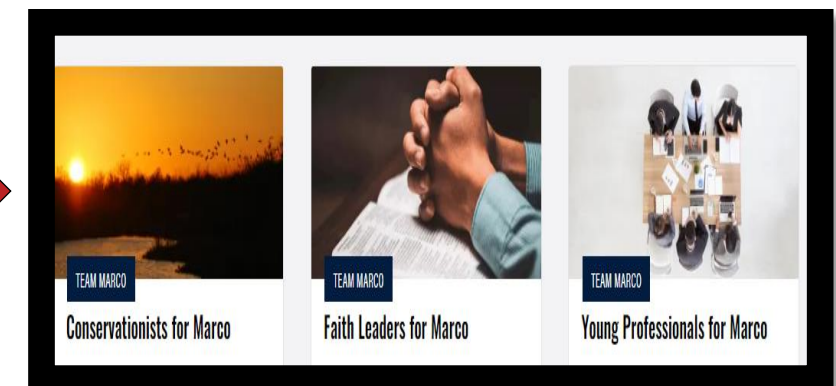 TEAM MARCO
Conservationists for Marco
TEAM MARCO
Faith Leaders for Marco
TEAM MARCO
Young Professionals for Marco